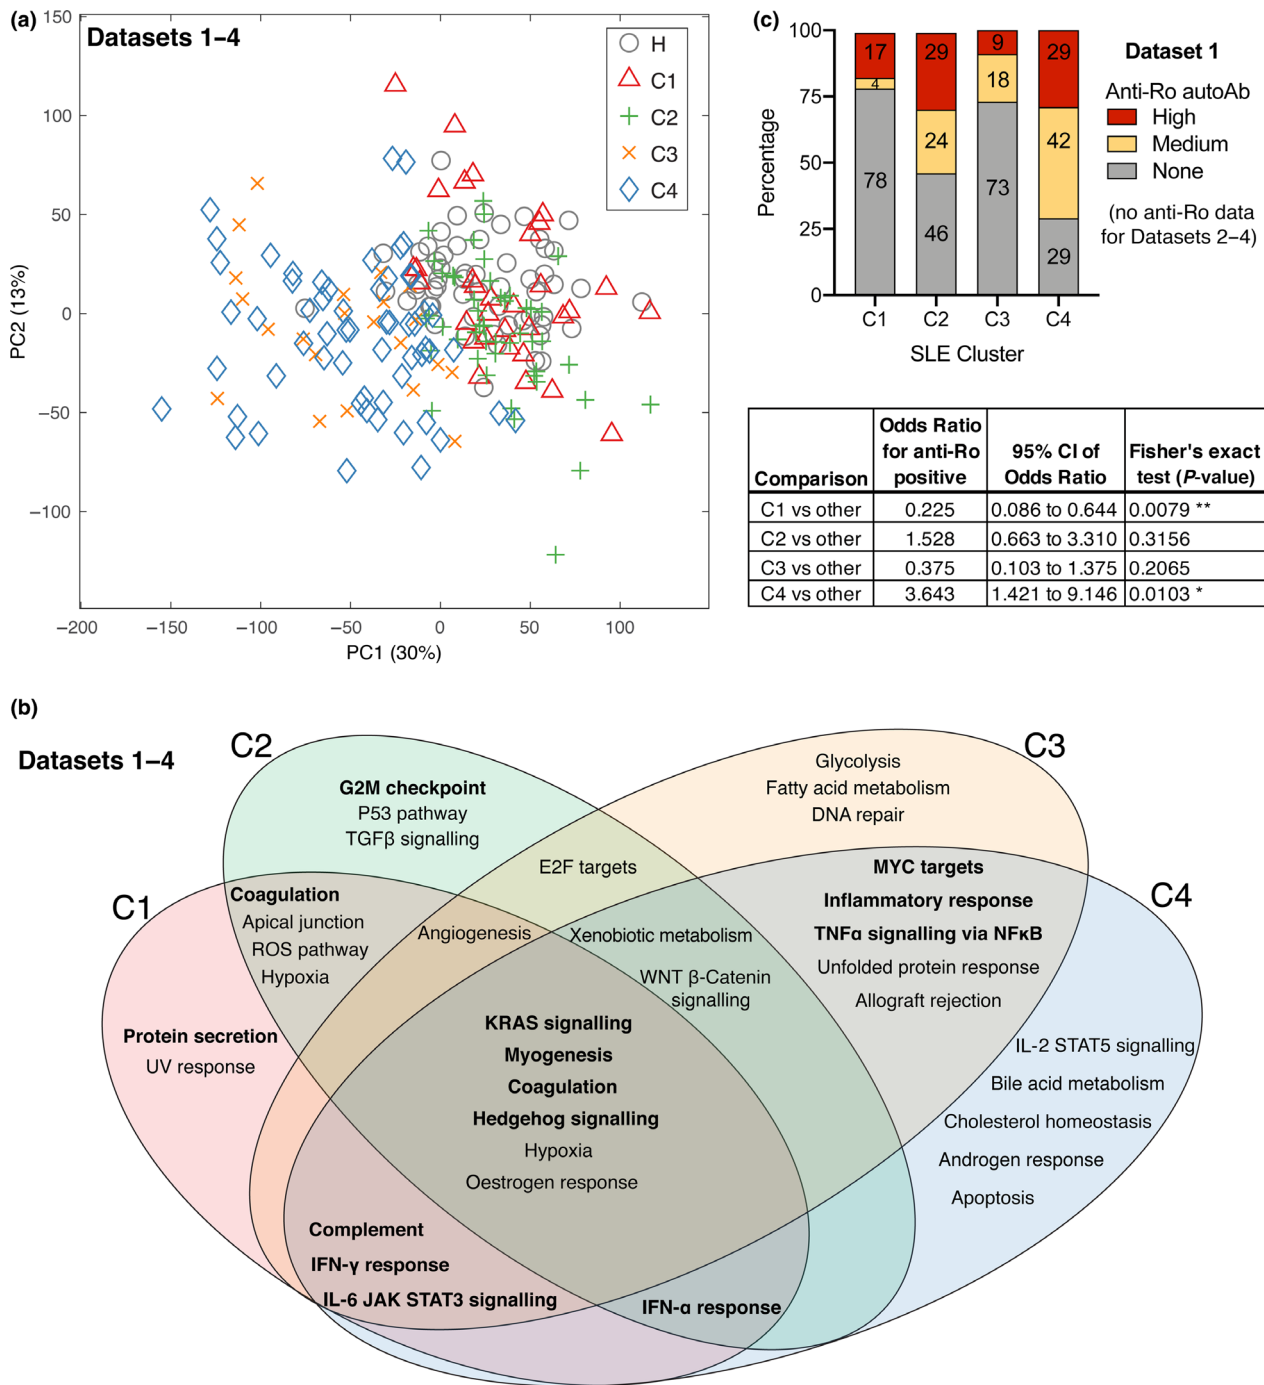 (a)
Datasets 1–4
150
100
50
0
−50
−100
PC2 (13%)
−200
−150
−100
−50
0
50
100
PC1 (30%)
H
C1
C2
C3
C4
(c)
100
75
50
25
0
Percentage
17
4
78
29
24
46
9
18
73
29
42
29
C1
C2
C3
C4
SLE Cluster
Dataset 1
Anti-Ro autoAb
High
Medium
None
(no anti-Ro data
for Datasets 2–4)
Comparison | Odds Ratio for anti-Ro positive | 95% CI of Odds Ratio | Fisher's exact test (P-value)
C1 vs other | 0.225 | 0.086 to 0.644 | 0.0079 **
C2 vs other | 1.528 | 0.663 to 3.310 | 0.3156
C3 vs other | 0.375 | 0.103 to 1.375 | 0.2065
C4 vs other | 3.643 | 1.421 to 9.146 | 0.0103 *
(b)
Datasets 1–4
C2
C3
C1
C4
G2M checkpoint
P53 pathway
TGFβ signalling
Glycolysis
Fatty acid metabolism
DNA repair
E2F targets
Coagulation
Apical junction
ROS pathway
Hypoxia
Angiogenesis
Xenobiotic metabolism
WNT β-Catenin
signalling
MYC targets
Inflammatory response
TNFα signalling via NFκB
Unfolded protein response
Allograft rejection
Protein secretion
UV response
KRAS signalling
Myogenesis
Coagulation
Hedgehog signalling
Hypoxia
Oestrogen response
IL-2 STAT5 signalling
Bile acid metabolism
Cholesterol homeostasis
Androgen response
Apoptosis
Complement
IFN-γ response
IL-6 JAK STAT3 signalling
IFN-α response